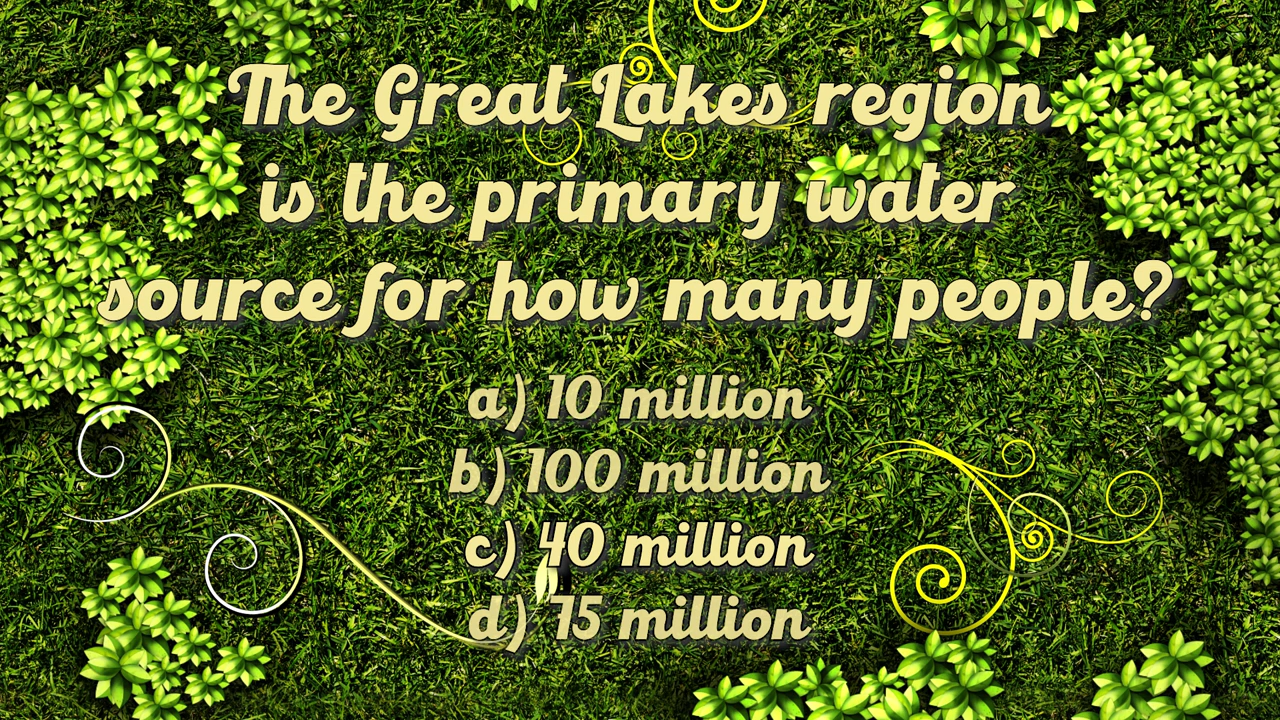 The Great Lakes region
is the primary water
source for how many people?
a) 10 million
b) 100 million
c) 40 million
d) 75 million